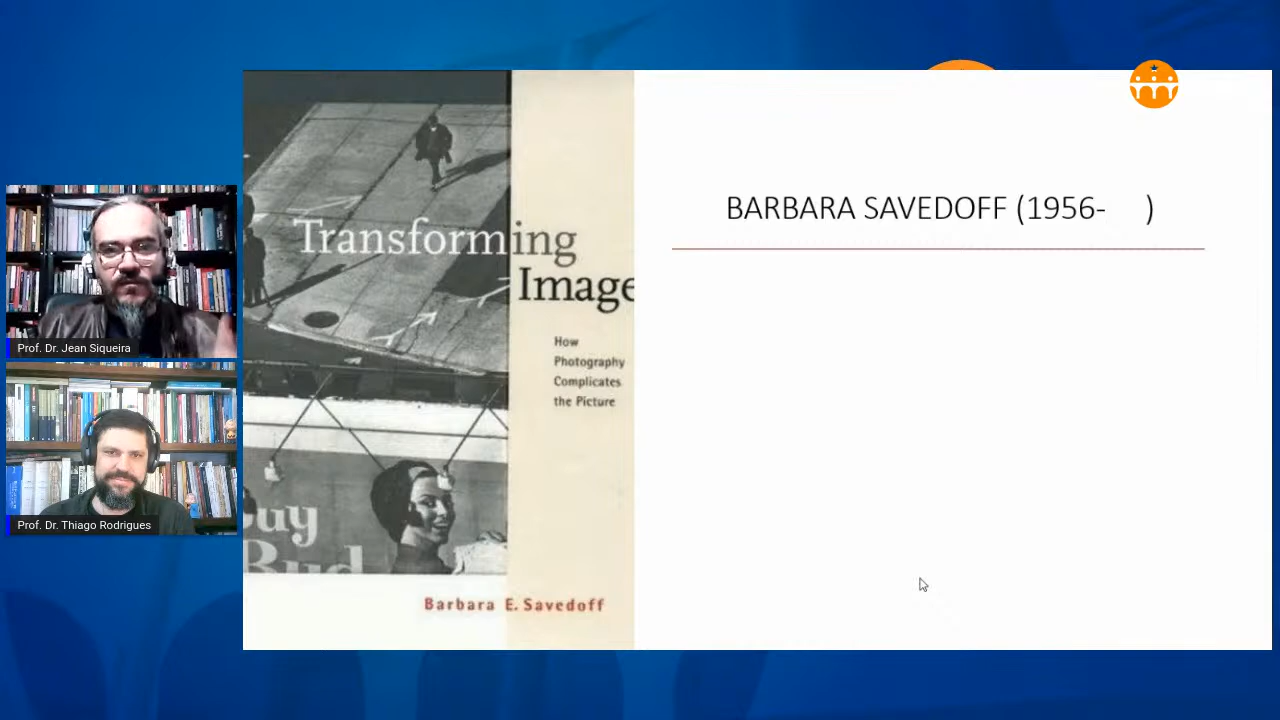 BARBARA SAVEDOFF (1956- )
Transforming
Image
How
Photography
Complicates
the Picture
uy
Bud
Barbara E. Savedoff
Prof. Dr. Jean Siqueira
Prof. Dr. Thiago Rodrigues